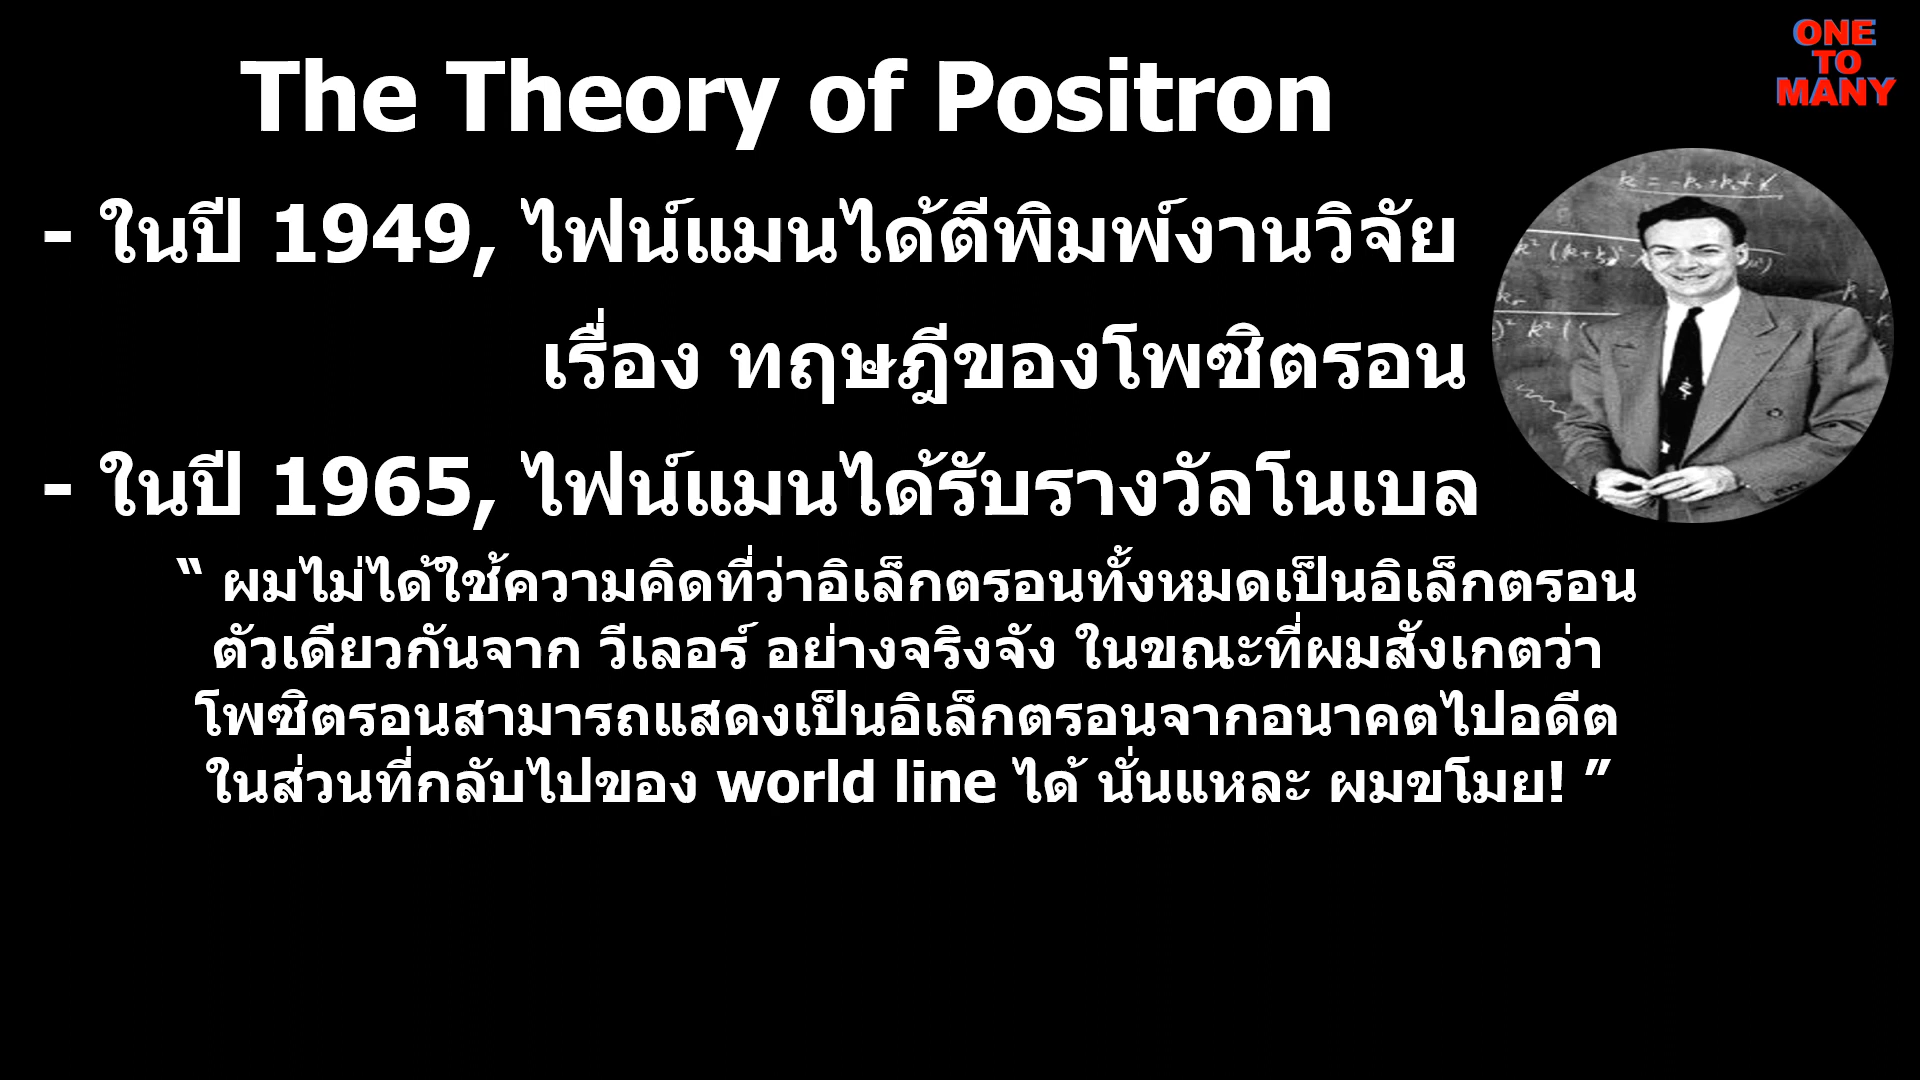 The Theory of Positron
ONE
TO
MANY
- ในปี 1949, ไฟน์แมนได้ตีพิมพ์งานวิจัย
เรื่อง ทฤษฎีของโพซิตรอน
- ในปี 1965, ไฟน์แมนได้รับรางวัลโนเบล
“ ผมไม่ได้ใช้ความคิดที่ว่าอิเล็กตรอนทั้งหมดเป็นอิเล็กตรอน
ตัวเดียวกันจาก วีเลอร์ อย่างจริงจัง ในขณะที่ผมสังเกตว่า
โพซิตรอนสามารถแสดงเป็นอิเล็กตรอนจากอนาคตไปอดีต
ในส่วนที่กลับไปของ world line ได้ นั่นแหละ ผมขโมย! ”